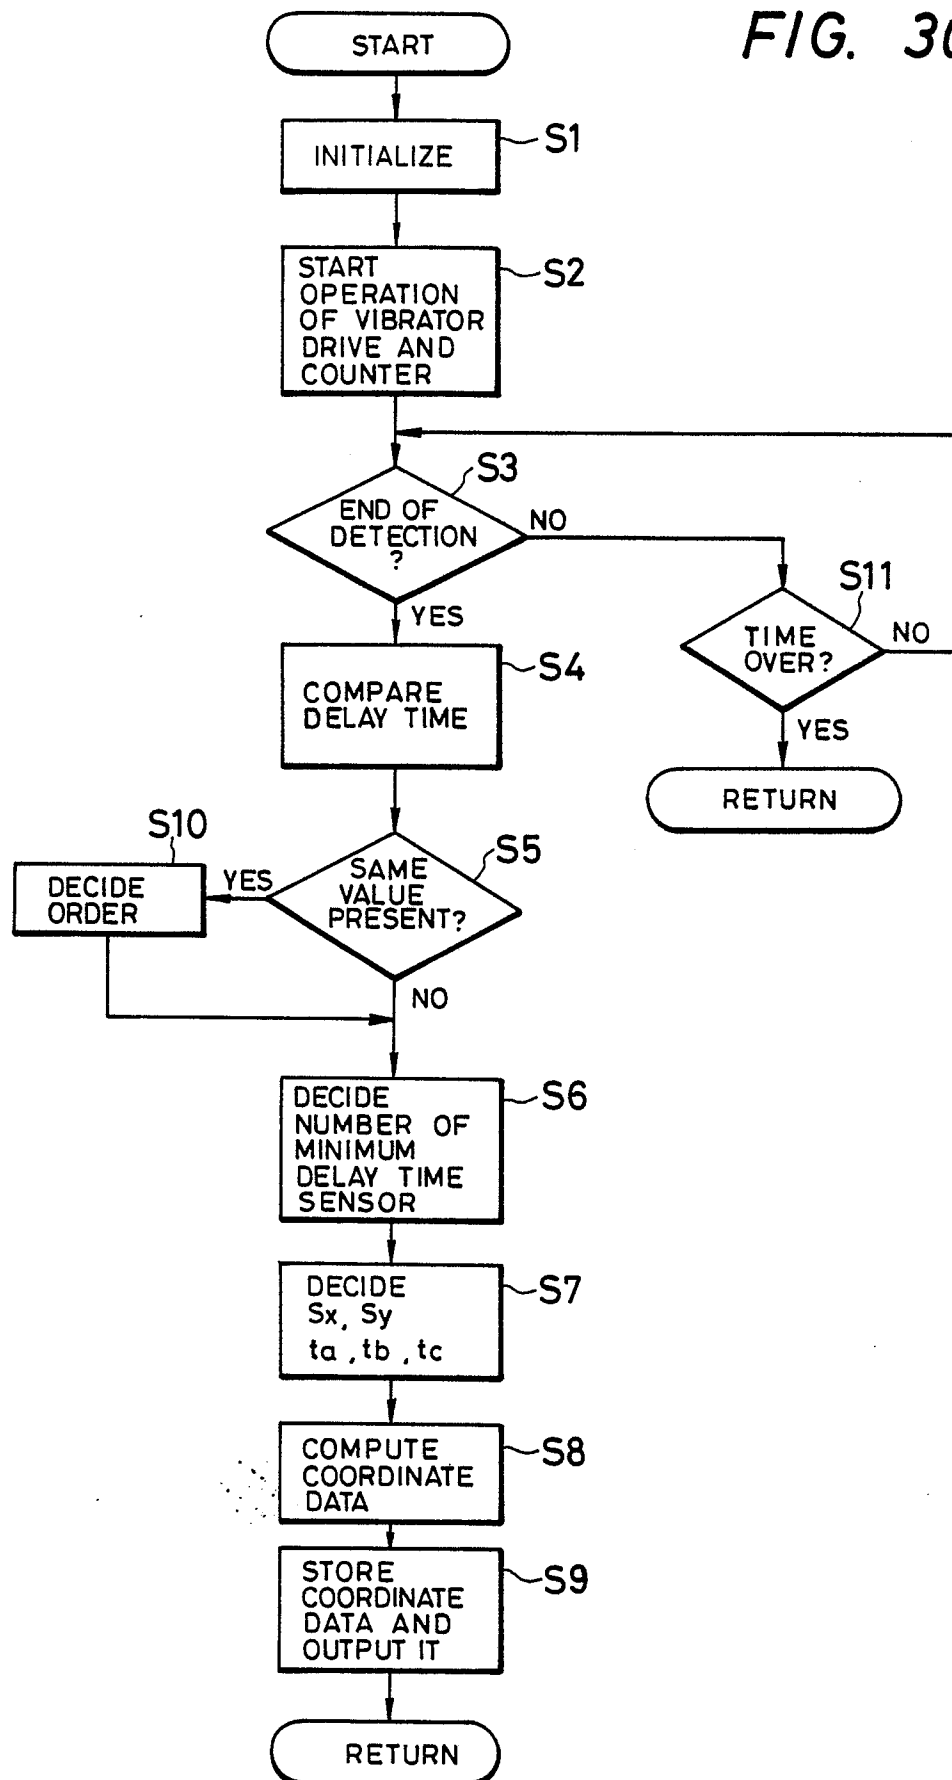 FIG. 30
START
INITIALIZE
S1
START
OPERATION
OF VIBRATOR
DRIVE AND
COUNTER
S2
END OF
DETECTION
?
S3
NO
YES
TIME
OVER?
S11
NO
YES
RETURN
COMPARE
DELAY TIME
S4
SAME
VALUE
PRESENT?
S5
YES
NO
S10
DECIDE
ORDER
DECIDE
NUMBER OF
MINIMUM
DELAY TIME
SENSOR
S6
DECIDE
Sx, Sy
ta, tb, tc
S7
COMPUTE
COORDINATE
DATA
S8
STORE
COORDINATE
DATA AND
OUTPUT IT
S9
RETURN